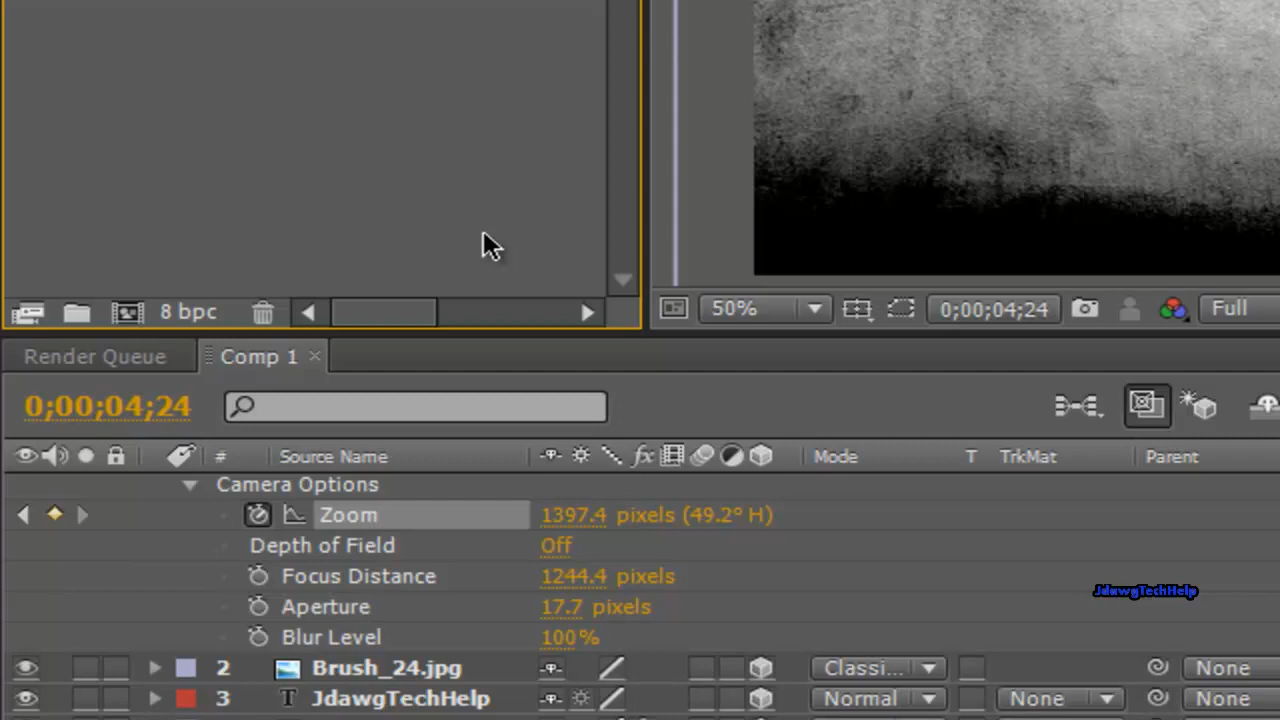 8 bpc
50%
0;00;04;24
Full
Render Queue
Comp 1
0;00;04;24
# Source Name fx Mode T TrkMat Parent
Camera Options
Zoom 1397.4 pixels (49.2° H)
Depth of Field Off
Focus Distance 1244.4 pixels
JdawgTechHelp
Aperture 17.7 pixels
Blur Level 100%
2 Brush_24.jpg Classi... None
3 T JdawgTechHelp Normal None None